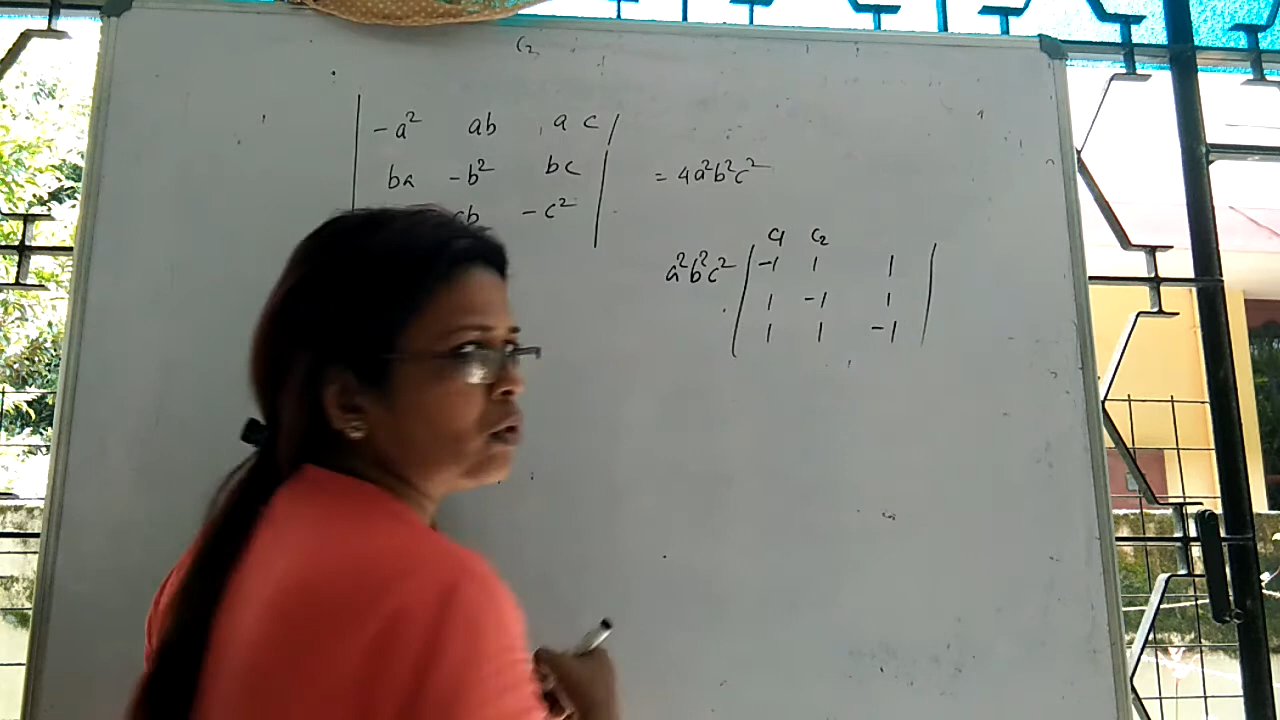 C₂
| -a² ab , a c |
| ba -b² bc | = 4a²b²c²
cb -c² |
C₁ C₂
a²b²c² | -1 1 1 |
| 1 -1 1 |
| 1 1 -1 |